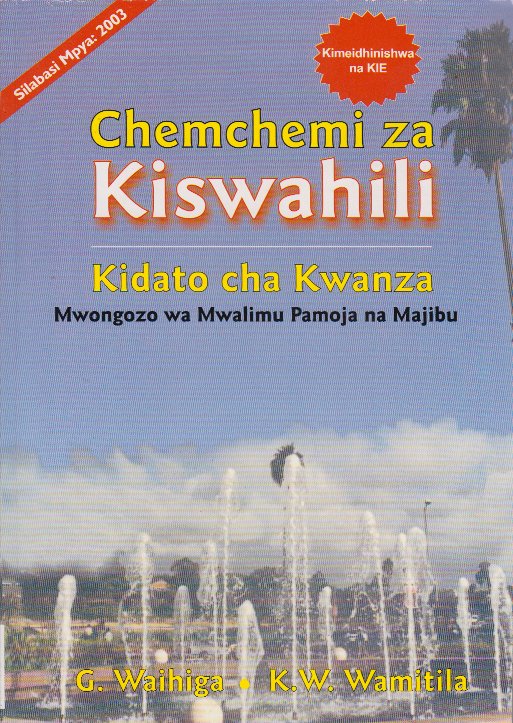 Silabasi Mpya: 2003
Kimeidhinishwa
na KIE
Chemchemi za
Kiswahili
Kidato cha Kwanza
Mwongozo wa Mwalimu Pamoja na Majibu
G. Waihiga • K.W. Wamitila